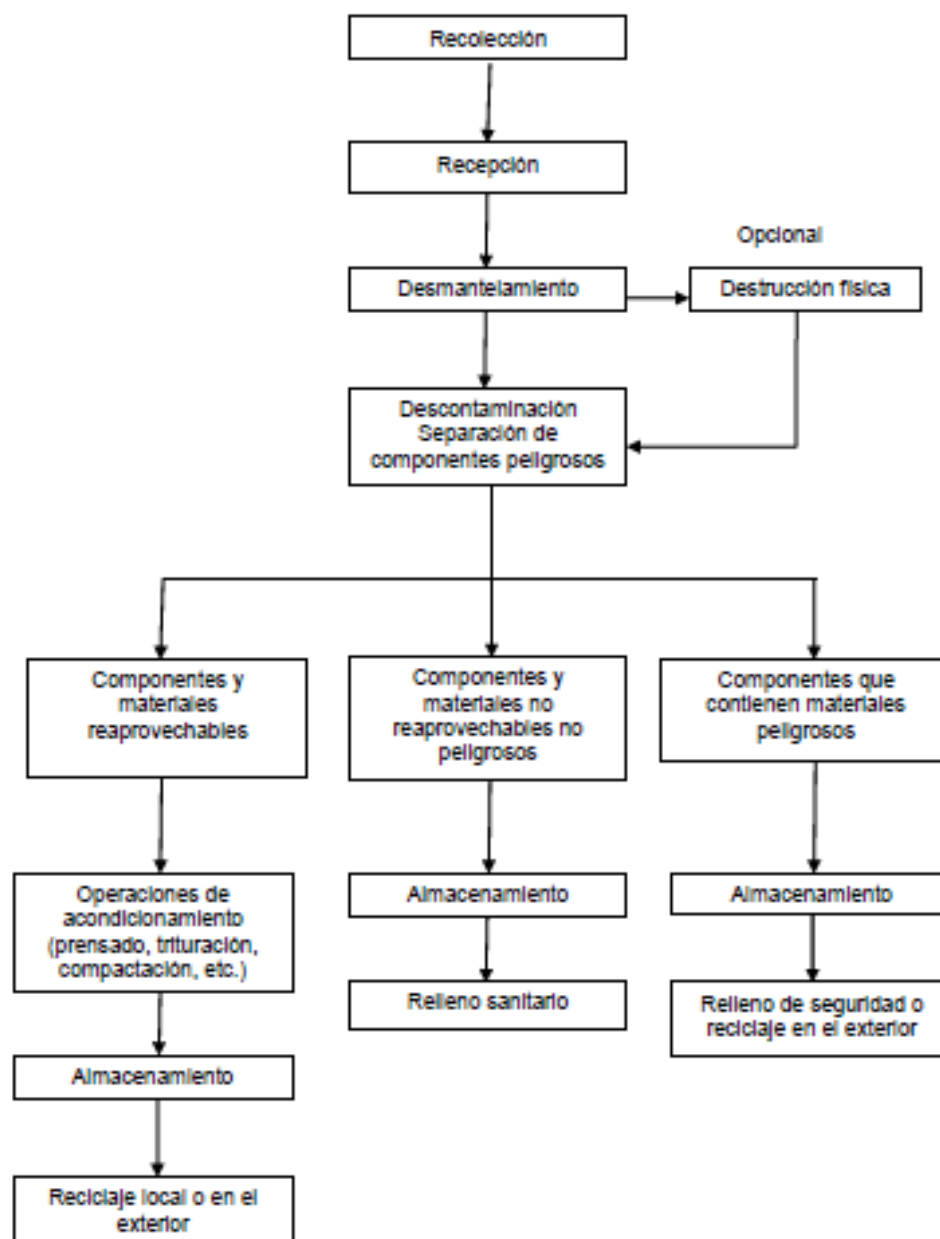 Recolección
Recepción
Opcional
Desmantelamiento
Destrucción física
Descontaminación
Separación de
componentes peligrosos
Componentes y
materiales
reaprovechables
Componentes y
materiales no
reaprovechables no
peligrosos
Componentes que
contienen materiales
peligrosos
Operaciones de
acondicionamiento
(prensado, trituración,
compactación, etc.)
Almacenamiento
Almacenamiento
Relleno sanitario
Relleno de seguridad o
reciclaje en el exterior
Almacenamiento
Reciclaje local o en el
exterior